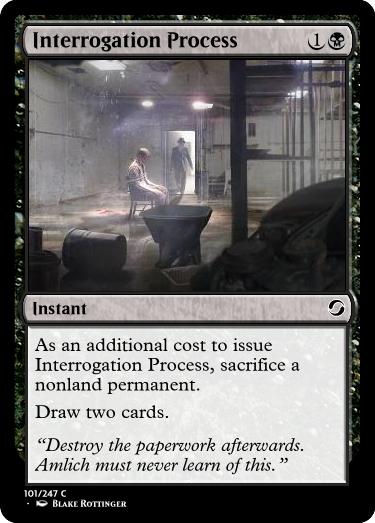 Interrogation Process 1
Instant
As an additional cost to issue
Interrogation Process, sacrifice a
nonland permanent.
Draw two cards.
“Destroy the paperwork afterwards.
Amlich must never learn of this.”
101/247 C
· Blake Rottinger